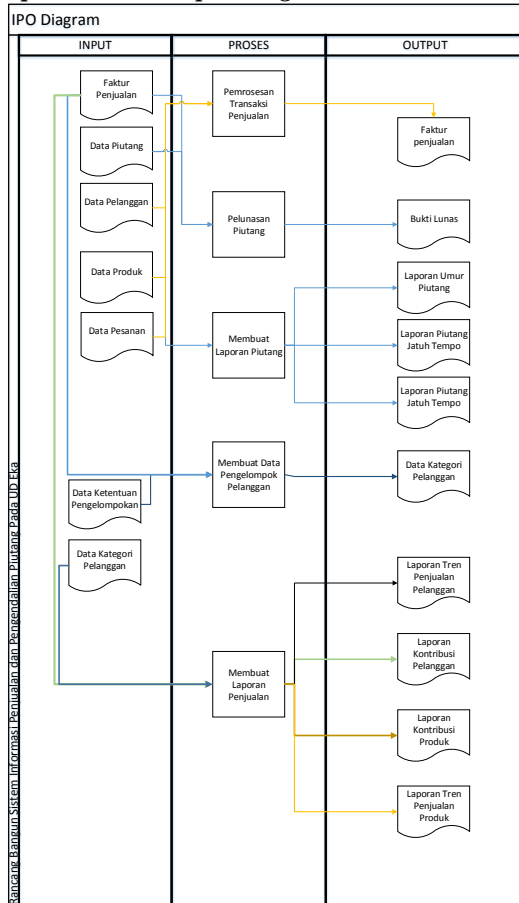 IPO Diagram
INPUT
PROSES
OUTPUT
Rancang Bangun Sistem Informasi Penjualan dan Pengendalian Piutang Pada UD Eka
Faktur
Penjualan
Data Piutang
Data Pelanggan
Data Produk
Data Pesanan
Data Ketentuan
Pengelompokan
Data Kategori
Pelanggan
Pemrosesan
Transaksi
Penjualan
Pelunasan
Piutang
Membuat
Laporan Piutang
Membuat Data
Pengelompok
Pelanggan
Membuat
Laporan
Penjualan
Faktur
penjualan
Bukti Lunas
Laporan Umur
Piutang
Laporan Piutang
Jatuh Tempo
Laporan Piutang
Jatuh Tempo
Data Kategori
Pelanggan
Laporan Tren
Penjualan
Pelanggan
Laporan
Kontribusi
Pelanggan
Laporan
Kontribusi
Produk
Laporan Tren
Penjualan
Produk